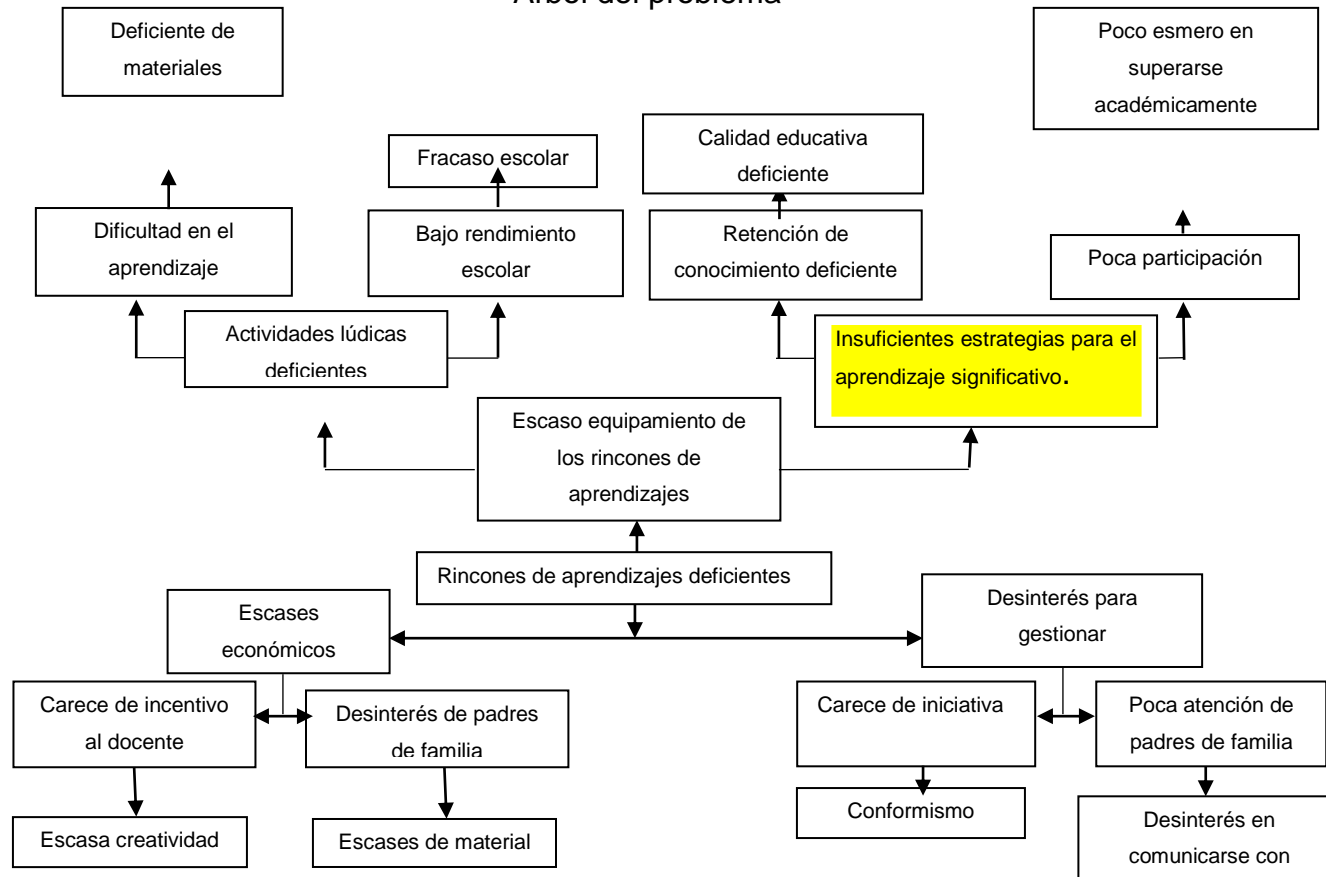 Árbol del problema
Deficiente de
materiales
Poco esmero en
superarse
académicamente
Fracaso escolar
Calidad educativa
deficiente
Dificultad en el
aprendizaje
Bajo rendimiento
escolar
Retención de
conocimiento deficiente
Poca participación
Actividades lúdicas
deficientes
Insuficientes estrategias para el
aprendizaje significativo.
Escaso equipamiento de
los rincones de
aprendizajes
Rincones de aprendizajes deficientes
Escases
económicos
Desinterés para
gestionar
Carece de incentivo
al docente
Desinterés de padres
de familia
Carece de iniciativa
Poca atención de
padres de familia
Escasa creatividad
Escases de material
Conformismo
Desinterés en
comunicarse con